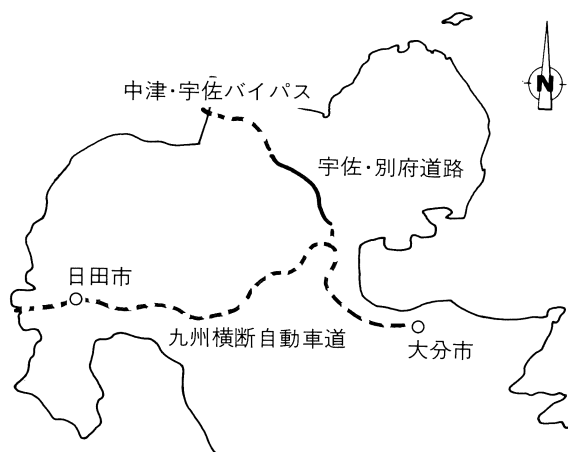 N
中津・宇佐バイパス
宇佐・別府道路
日田市
九州横断自動車道
大分市